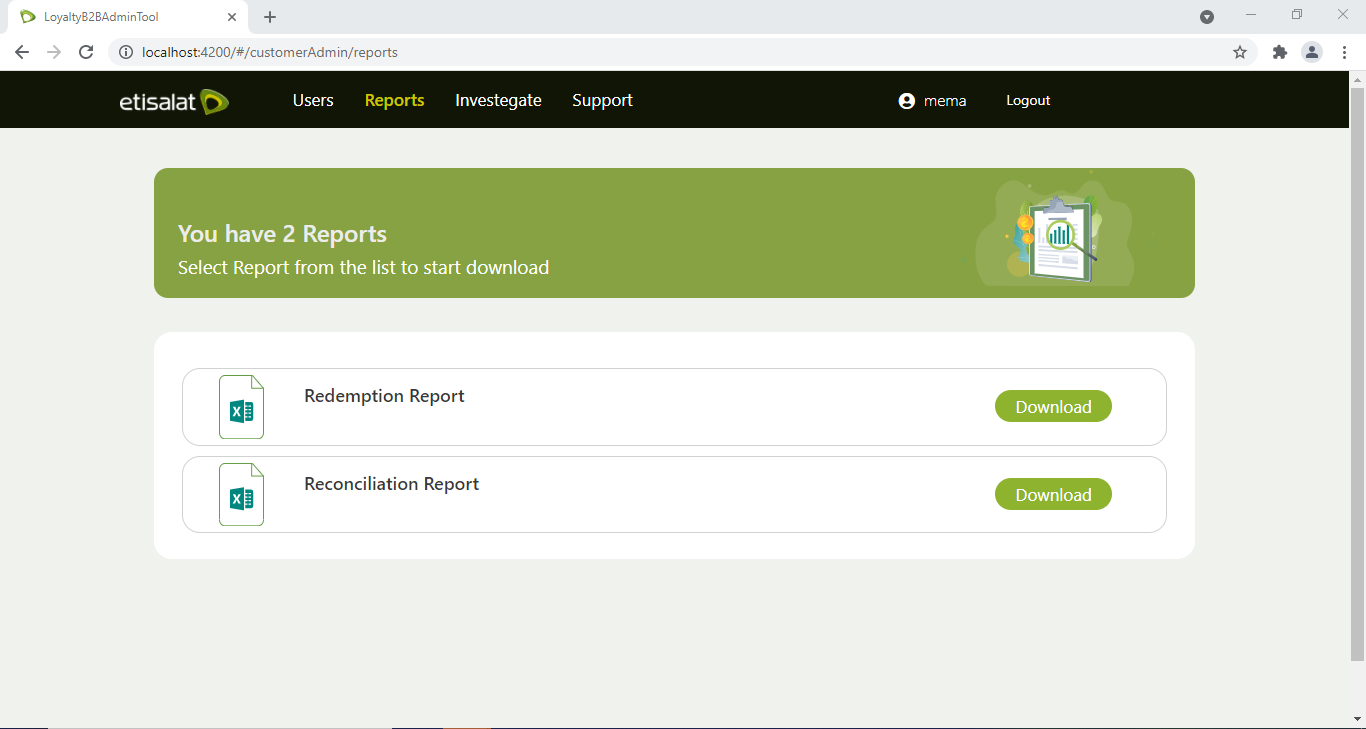 LoyaltyB2BAdminTool
localhost:4200/#/customerAdmin/reports
etisalat Users Reports Investegate Support mema Logout
You have 2 Reports
Select Report from the list to start download
Redemption Report Download
Reconciliation Report Download